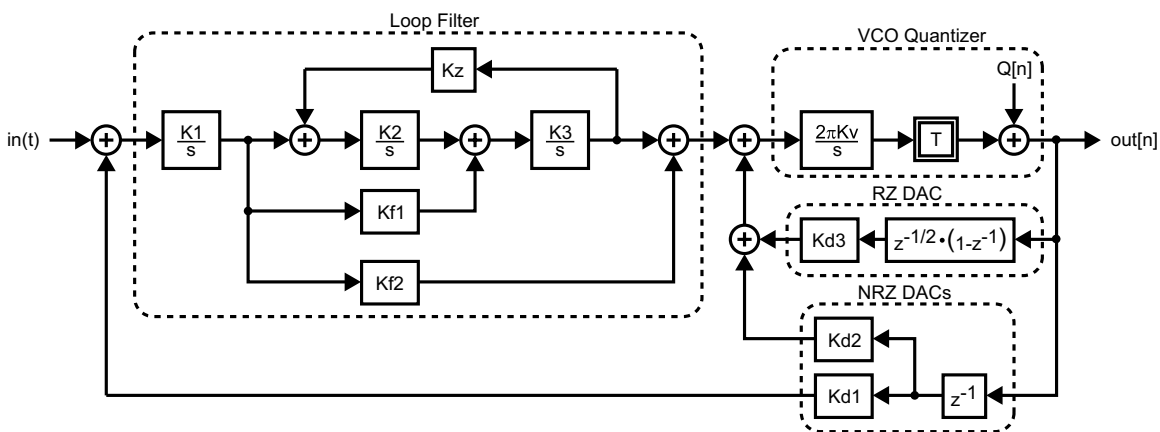 Loop Filter
VCO Quantizer
Kz
Q[n]
in(t)
K1
s
K2
s
K3
s
2πKv
s
T
out[n]
RZ DAC
Kf1
Kd3
z-1/2•(1-z-1)
Kf2
NRZ DACs
Kd2
Kd1
z-1